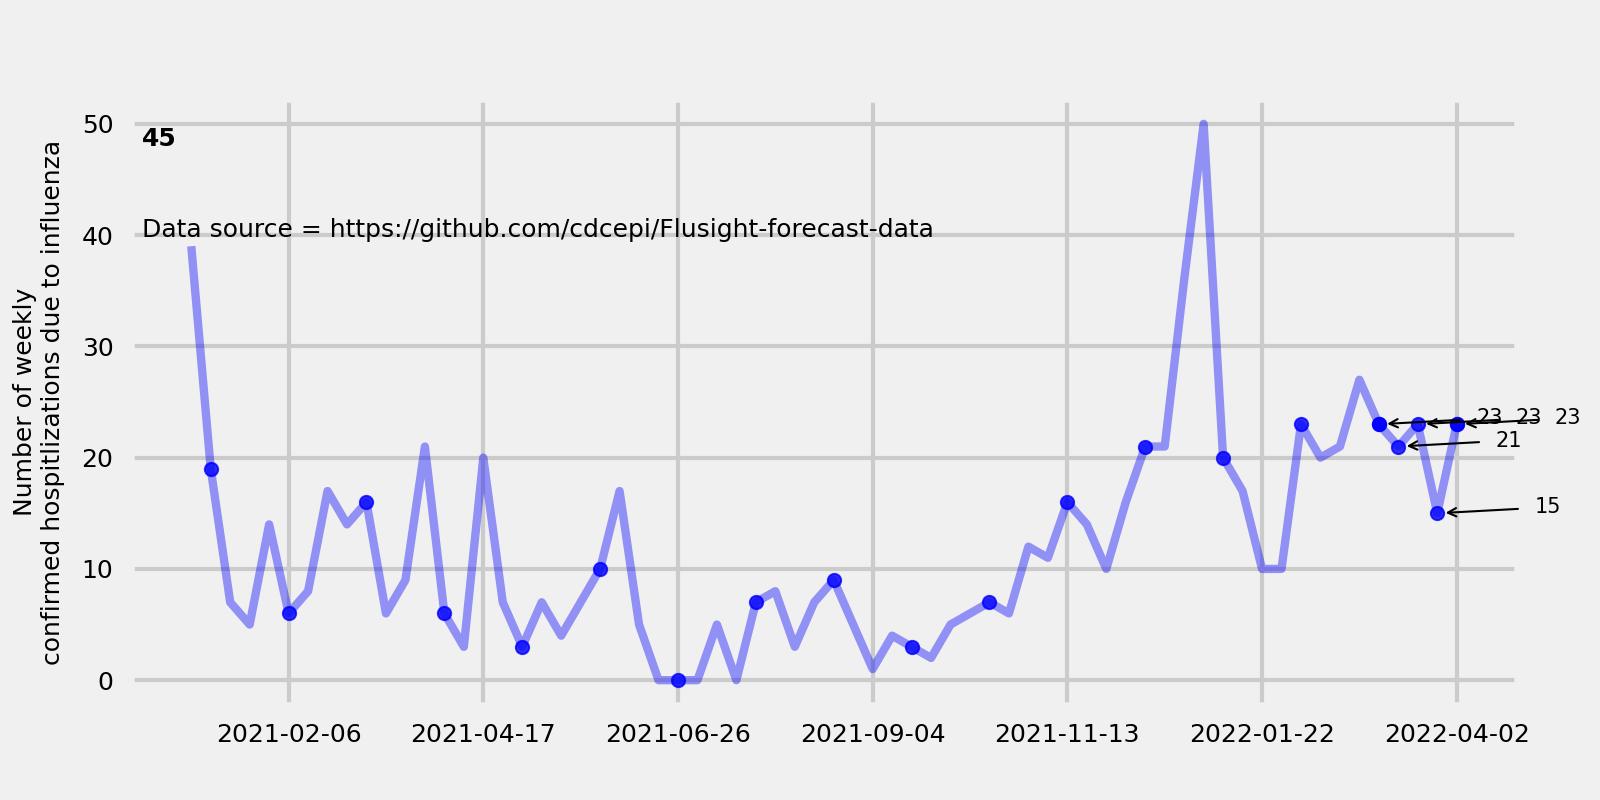 50
45
Data source = https://github.com/cdcepi/Flusight-forecast-data
40
30
20
10
0
Number of weekly
confirmed hospitlizations due to influenza
23 23 23
21
15
2021-02-06 2021-04-17 2021-06-26 2021-09-04 2021-11-13 2022-01-22 2022-04-02